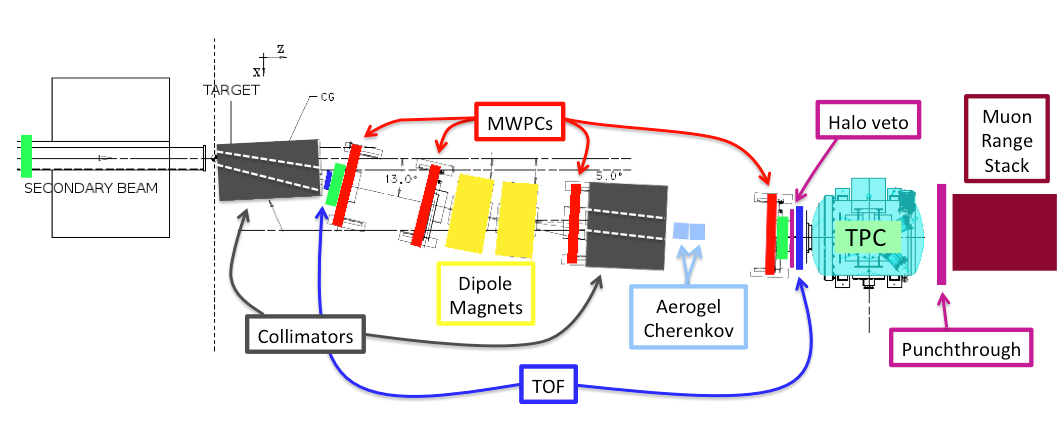 Z
X
TARGET
CG
SECONDARY BEAM
13.0°
5.0°
MWPCs
Halo veto
Muon
Range
Stack
TPC
Dipole
Magnets
Aerogel
Cherenkov
Collimators
TOF
Punchthrough